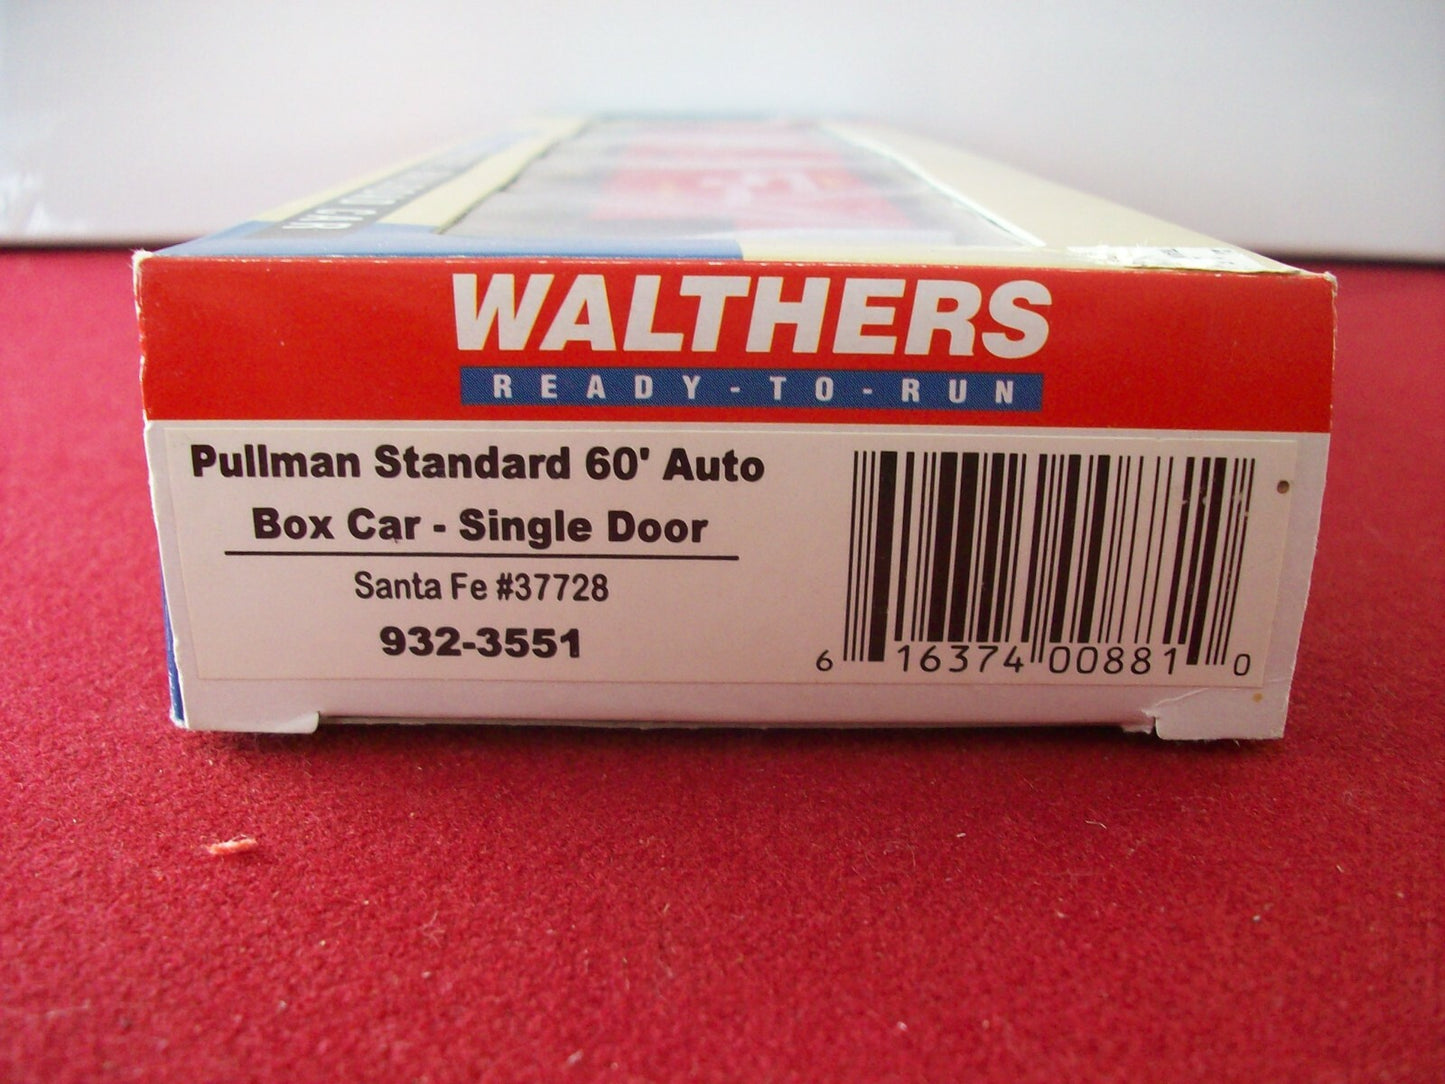 CAR
WALTHERS
READY-TO-RUN
Pullman Standard 60' Auto
Box Car - Single Door
Santa Fe #37728
932-3551
6 16374 00881 0